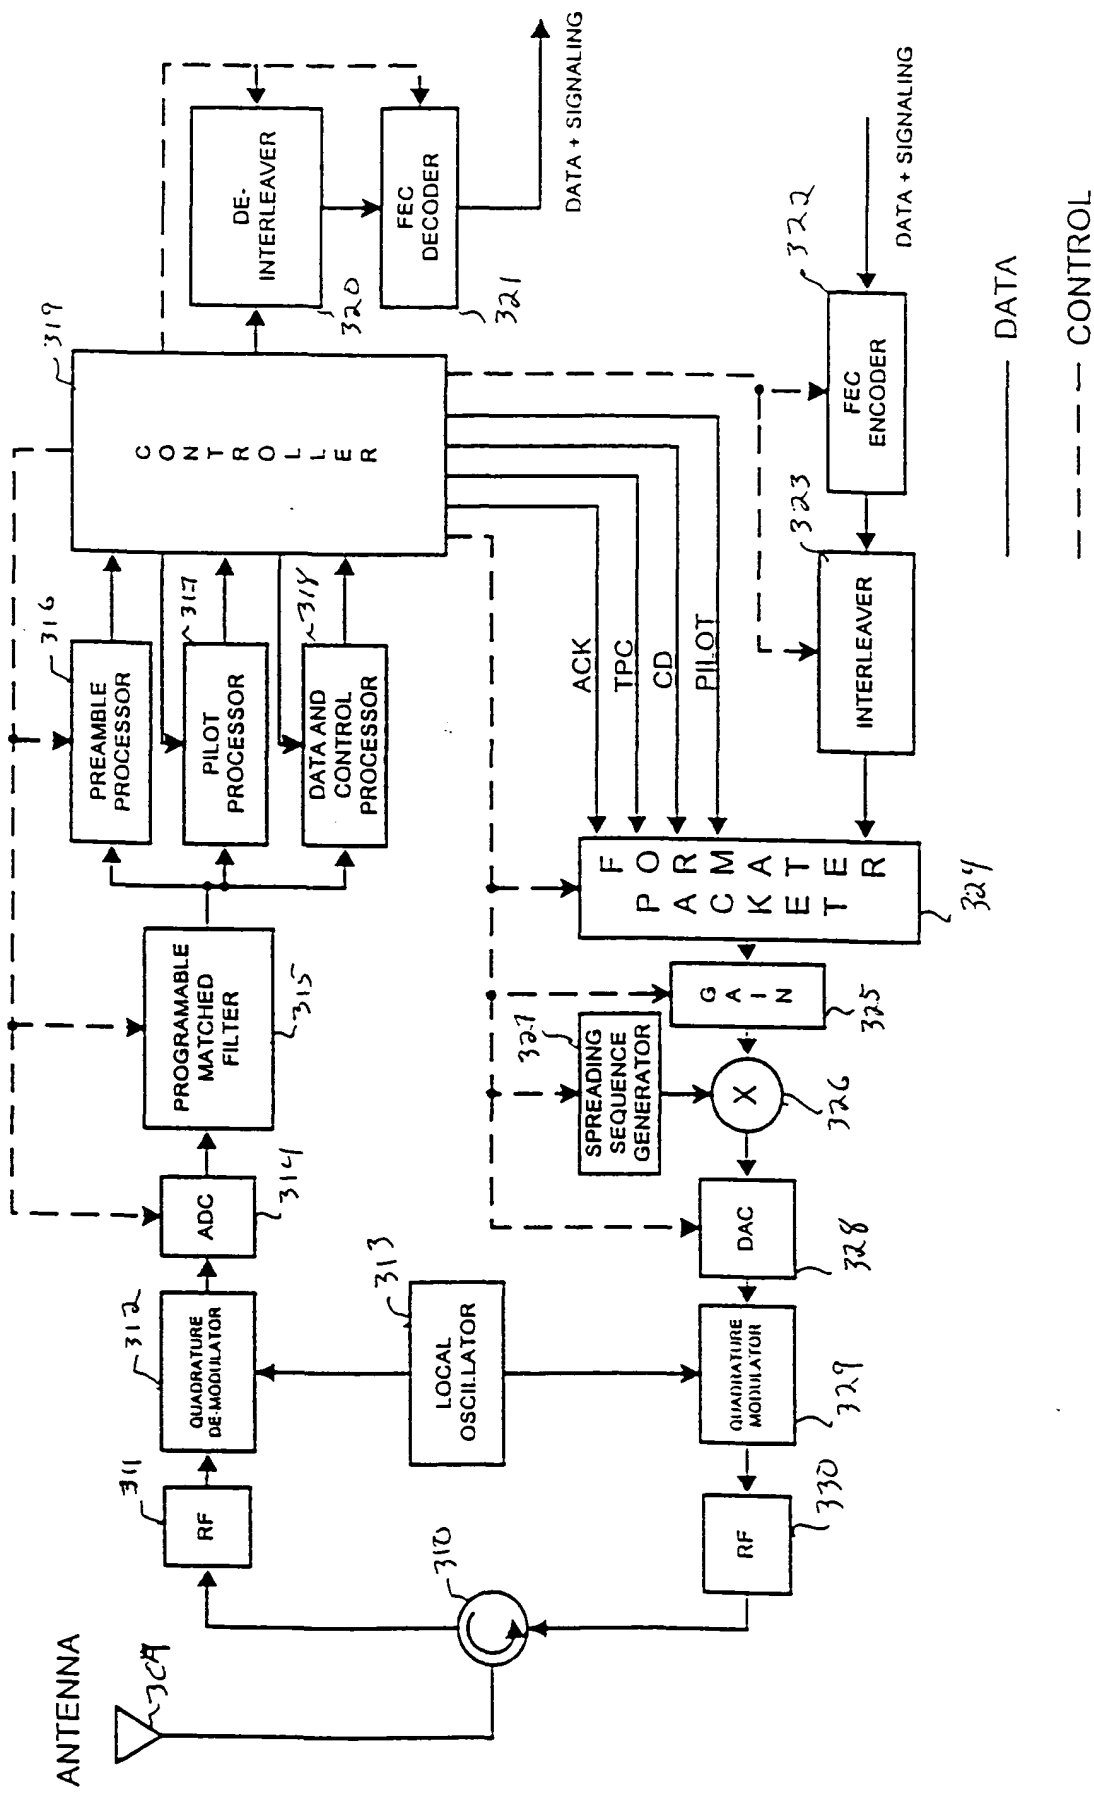 ANTENNA
309
310
311
RF
312
QUADRATURE
DE-MODULATOR
313
LOCAL
OSCILLATOR
ADC
314
PROGRAMABLE
MATCHED
FILTER
315
316
PREAMBLE
PROCESSOR
317
PILOT
PROCESSOR
318
DATA AND
CONTROL
PROCESSOR
319
CONTROLLER
DE-
INTERLEAVER
320
FEC
DECODER
321
DATA + SIGNALING
ACK
TPC
CD
PILOT
RF
330
QUADRATURE
MODULATOR
329
DAC
328
X
326
327
SPREADING
SEQUENCE
GENERATOR
GAIN
325
PACKET
FORMATTER
324
323
INTERLEAVER
322
FEC
ENCODER
DATA + SIGNALING
DATA
CONTROL